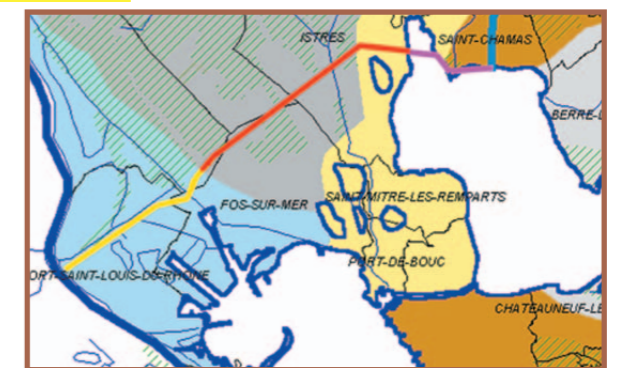 ISTRES
SAINT-CHAMAS
BERRE-L
SAINT-MITRE-LES-REMPARTS
FOS-SUR-MER
PORT-DE-BOUC
ORT-SAINT-LOUIS-DU-RHONE
CHATEAUNEUF-LE